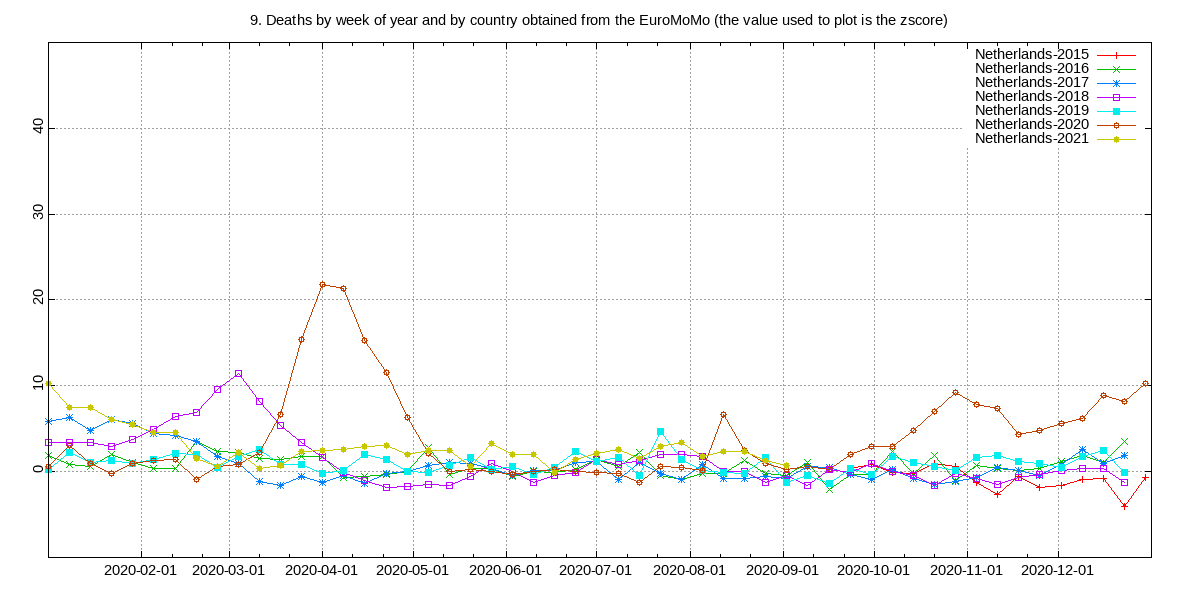 9. Deaths by week of year and by country obtained from the EuroMoMo (the value used to plot is the zscore)
Netherlands-2015
Netherlands-2016
Netherlands-2017
Netherlands-2018
Netherlands-2019
Netherlands-2020
Netherlands-2021
40
30
20
10
0
2020-02-01 2020-03-01 2020-04-01 2020-05-01 2020-06-01 2020-07-01 2020-08-01 2020-09-01 2020-10-01 2020-11-01 2020-12-01